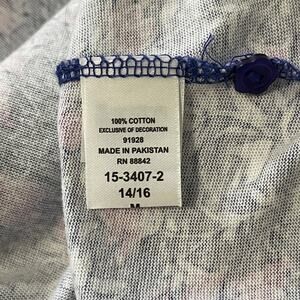 100% COTTON
EXCLUSIVE OF DECORATION
91928
MADE IN PAKISTAN
RN 88842
15-3407-2
14/16
M